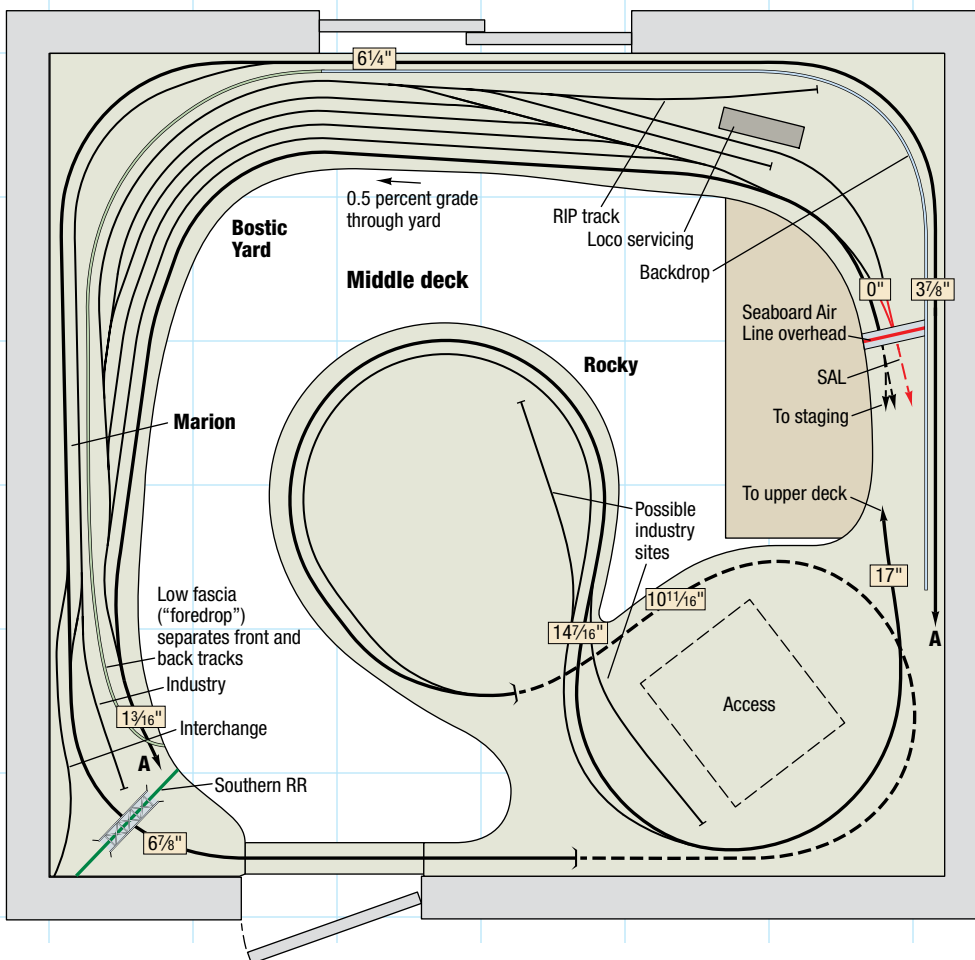 6¼"
0.5 percent grade
through yard
Bostic
Yard
RIP track
Loco servicing
Middle deck
Backdrop
0"
3⅞"
Seaboard Air
Line overhead
Rocky
SAL
To staging
Marion
To upper deck
Possible
industry
sites
17"
Low fascia
("foredrop")
separates front and
back tracks
10¹¹⁄₁₆"
14⁷⁄₁₆"
A
Industry
Access
1³⁄₁₆"
Interchange
A
Southern RR
6⅞"